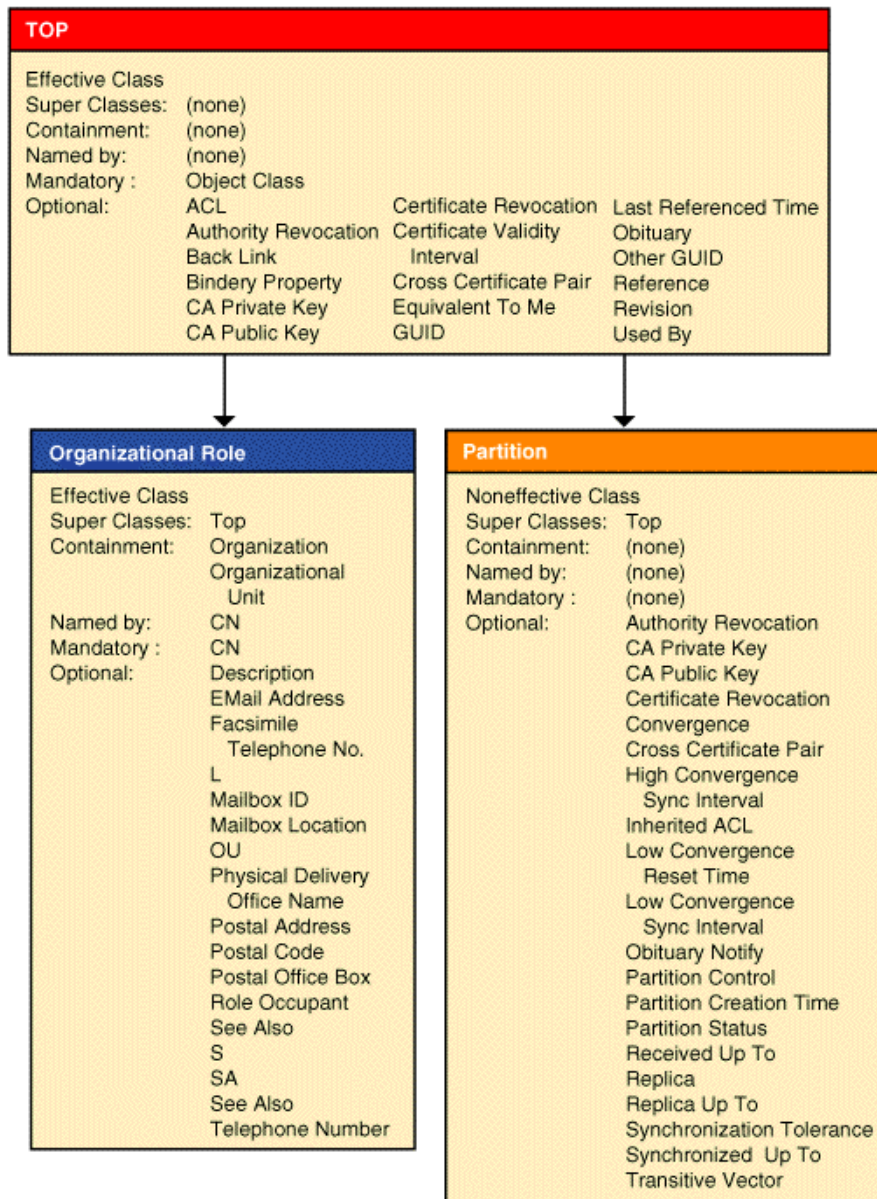 TOP
Effective Class
Super Classes: (none)
Containment: (none)
Named by: (none)
Mandatory : Object Class
Optional: ACL Certificate Revocation Last Referenced Time
Authority Revocation Certificate Validity Obituary
Back Link Interval Other GUID
Bindery Property Cross Certificate Pair Reference
CA Private Key Equivalent To Me Revision
CA Public Key GUID Used By
Organizational Role
Effective Class
Super Classes: Top
Containment: Organization
Organizational
Unit
Named by: CN
Mandatory : CN
Optional: Description
EMail Address
Facsimile
Telephone No.
L
Mailbox ID
Mailbox Location
OU
Physical Delivery
Office Name
Postal Address
Postal Code
Postal Office Box
Role Occupant
See Also
S
SA
See Also
Telephone Number
Partition
Noneffective Class
Super Classes: Top
Containment: (none)
Named by: (none)
Mandatory : (none)
Optional: Authority Revocation
CA Private Key
CA Public Key
Certificate Revocation
Convergence
Cross Certificate Pair
High Convergence
Sync Interval
Inherited ACL
Low Convergence
Reset Time
Low Convergence
Sync Interval
Obituary Notify
Partition Control
Partition Creation Time
Partition Status
Received Up To
Replica
Replica Up To
Synchronization Tolerance
Synchronized Up To
Transitive Vector